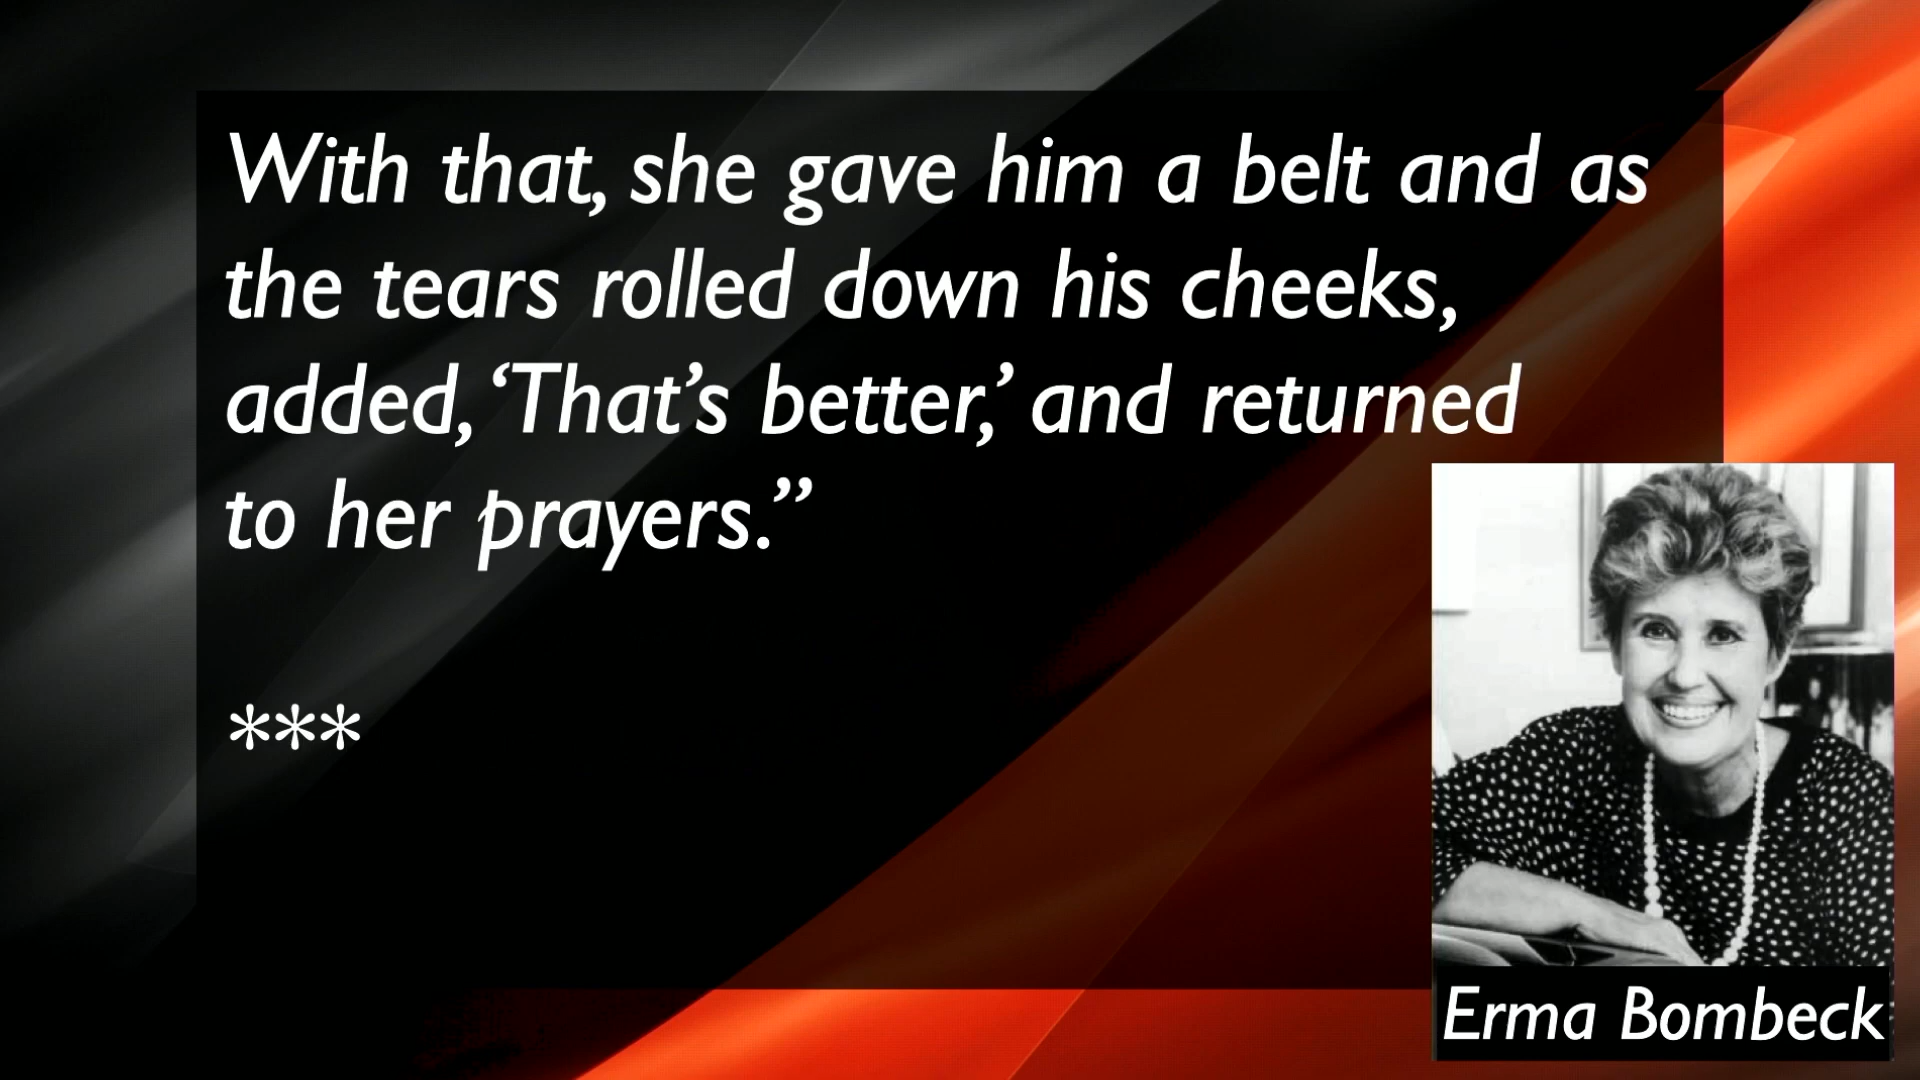 With that, she gave him a belt and as
the tears rolled down his cheeks,
added, ‘That’s better,’ and returned
to her prayers.”
***
Erma Bombeck